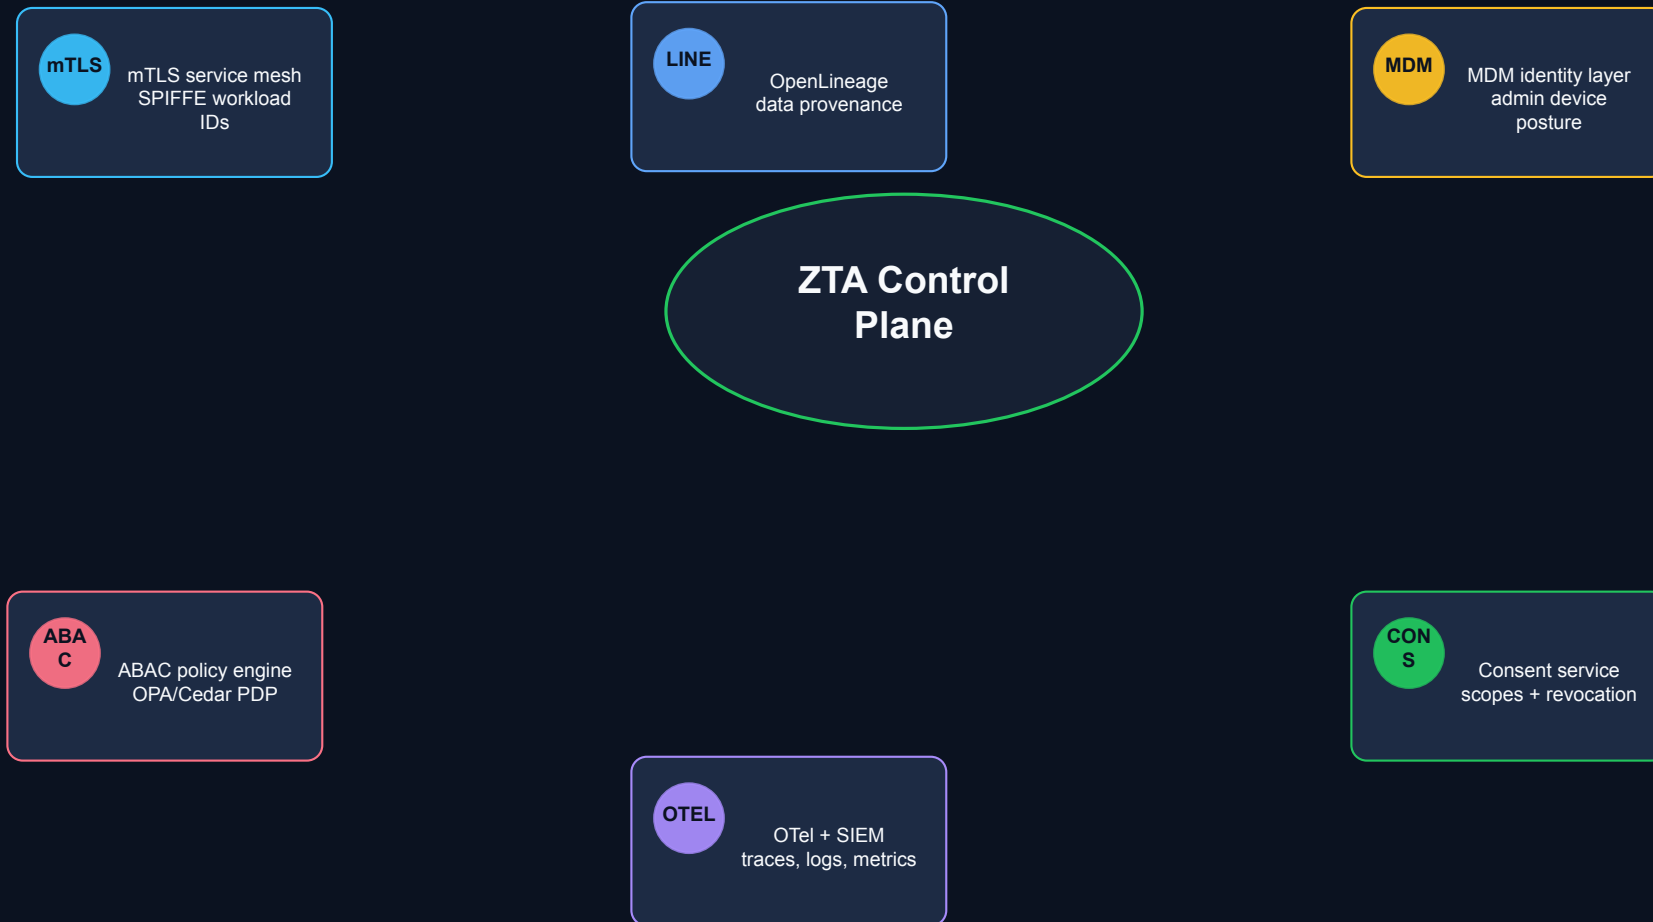 mTLS
mTLS service mesh
SPIFFE workload
IDs
LINE
OpenLineage
data provenance
MDM
MDM identity layer
admin device
posture
ZTA Control
Plane
ABA
C
ABAC policy engine
OPA/Cedar PDP
CON
S
Consent service
scopes + revocation
OTEL
OTel + SIEM
traces, logs, metrics